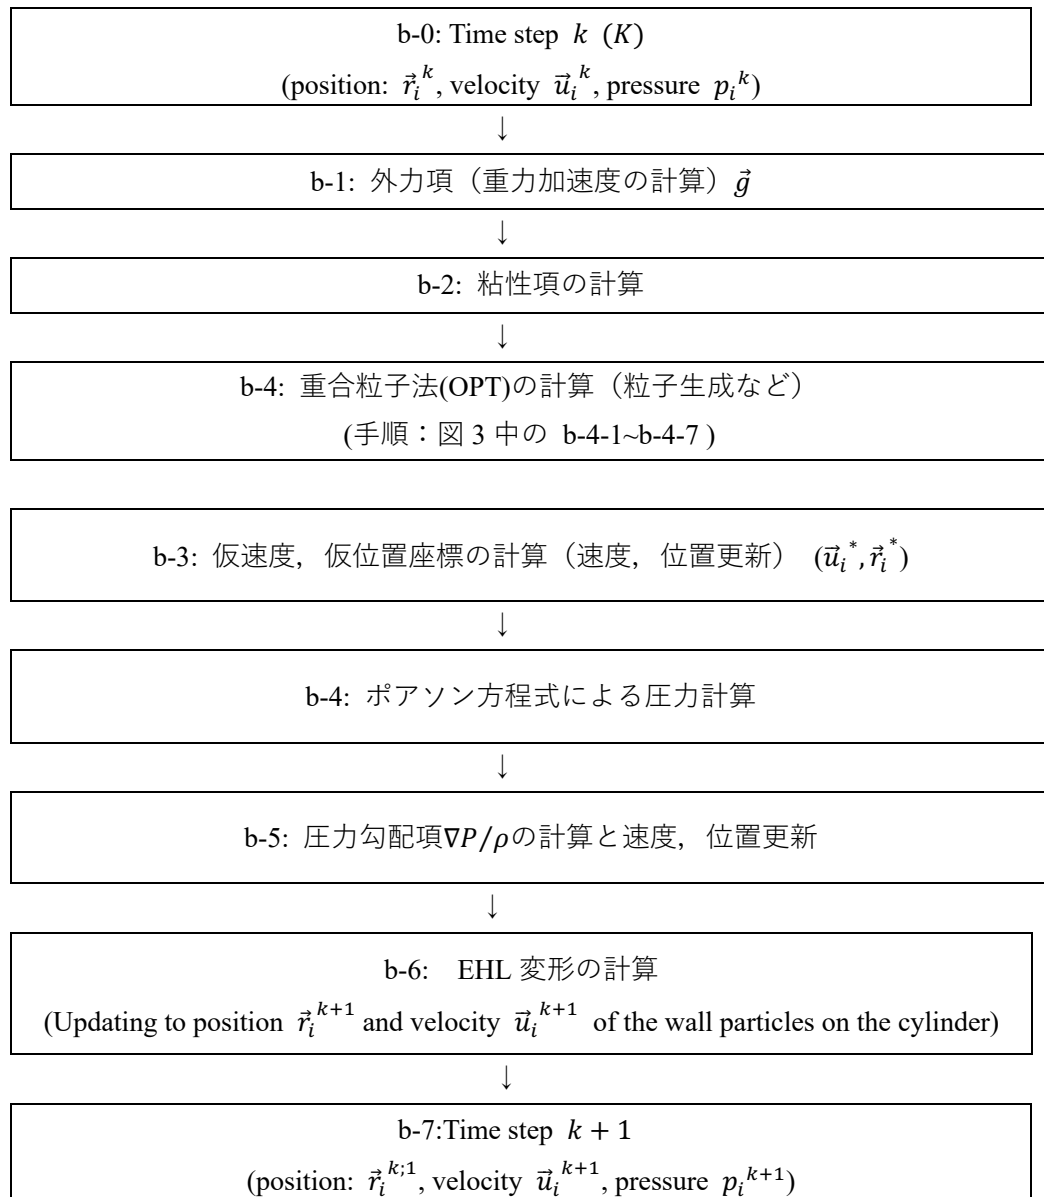 b-0: Time step k (K)
(position: r⃗ᵢᵏ, velocity u⃗ᵢᵏ, pressure pᵢᵏ)
↓
b-1: 外力項（重力加速度の計算）g⃗
↓
b-2: 粘性項の計算
↓
b-4: 重合粒子法(OPT)の計算（粒子生成など）
(手順：図 3 中の b-4-1~b-4-7 )
b-3: 仮速度，仮位置座標の計算（速度，位置更新） (u⃗ᵢ*, r⃗ᵢ*)
↓
b-4: ポアソン方程式による圧力計算
↓
b-5: 圧力勾配項∇P/ρの計算と速度，位置更新
↓
b-6: EHL 変形の計算
(Updating to position r⃗ᵢᵏ⁺¹ and velocity u⃗ᵢᵏ⁺¹ of the wall particles on the cylinder)
↓
b-7:Time step k + 1
(position: r⃗ᵢ^k;1, velocity u⃗ᵢᵏ⁺¹, pressure pᵢᵏ⁺¹)